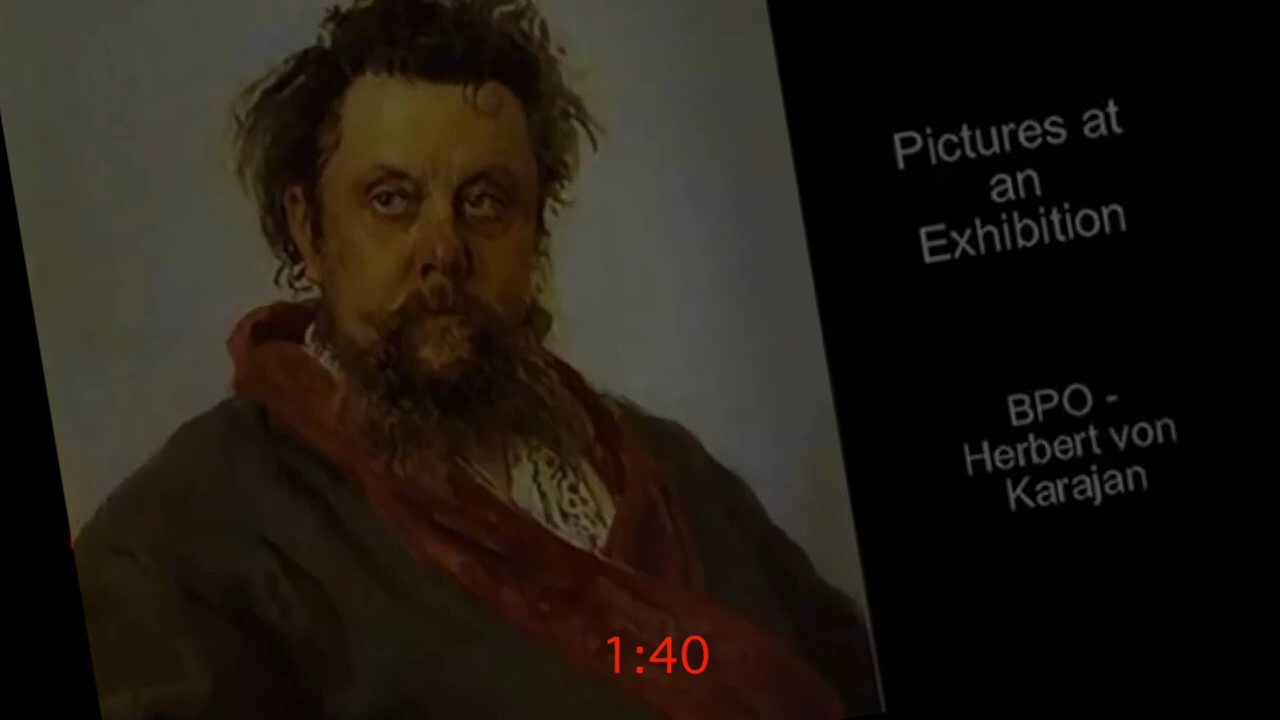 Pictures at
an
Exhibition
BPO -
Herbert von
Karajan
1:40